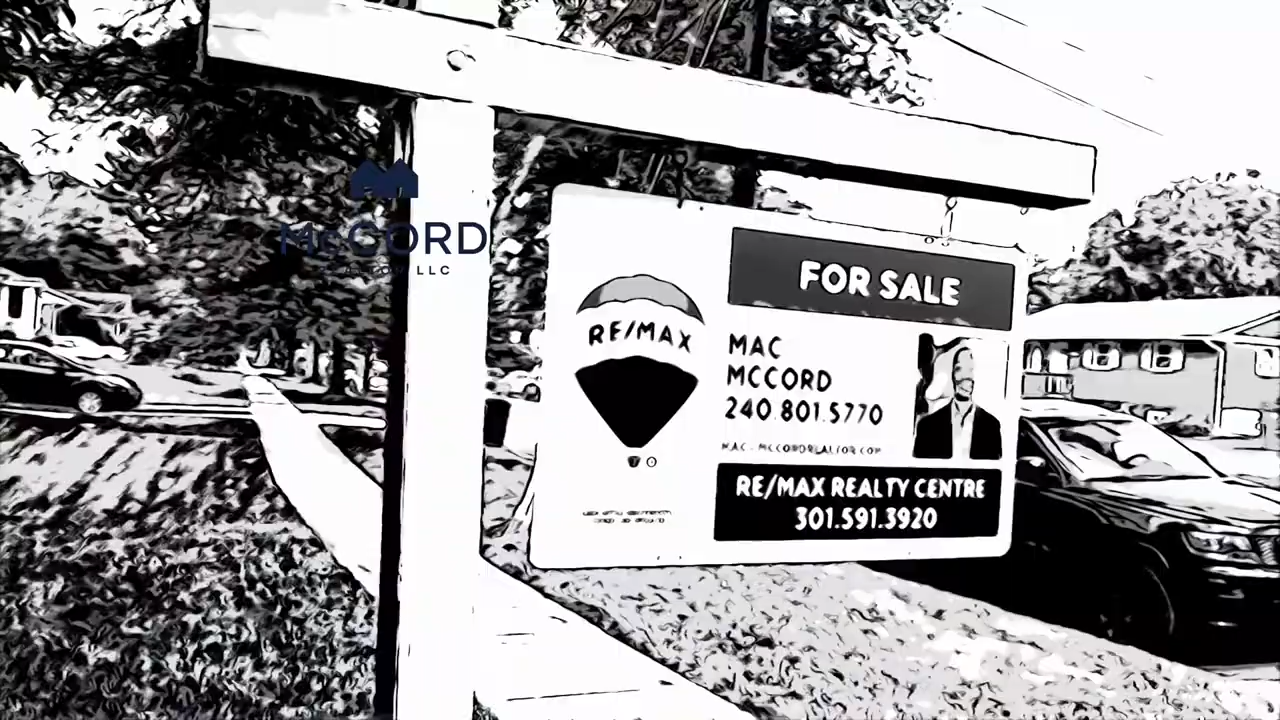 McCORD
LLC
FOR SALE
RE/MAX
MAC
MCCORD
240.801.5770
RE/MAX REALTY CENTRE
301.591.3920